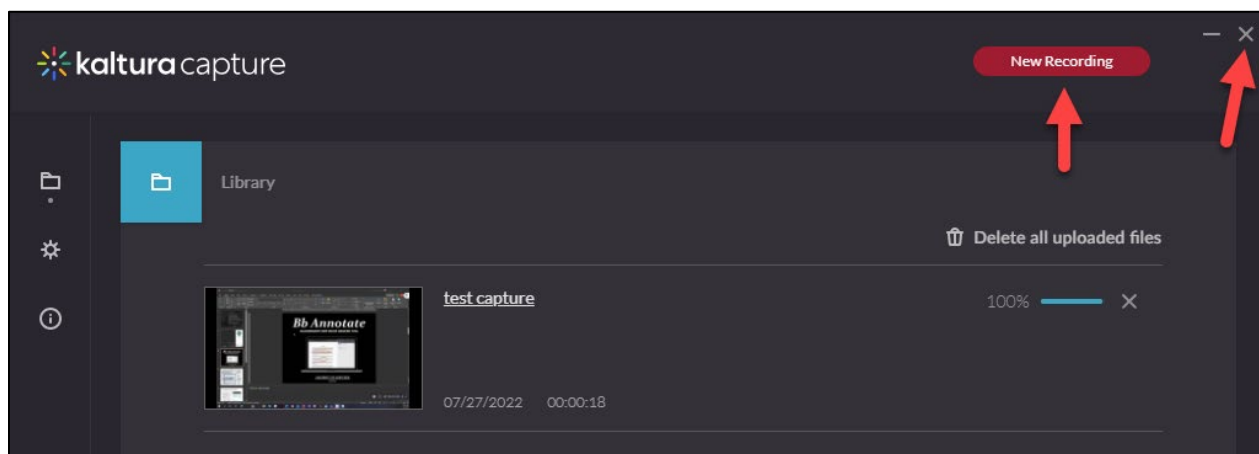 kaltura capture
New Recording
Library
Delete all uploaded files
test capture
100%
Bb Annotate
07/27/2022 00:00:18